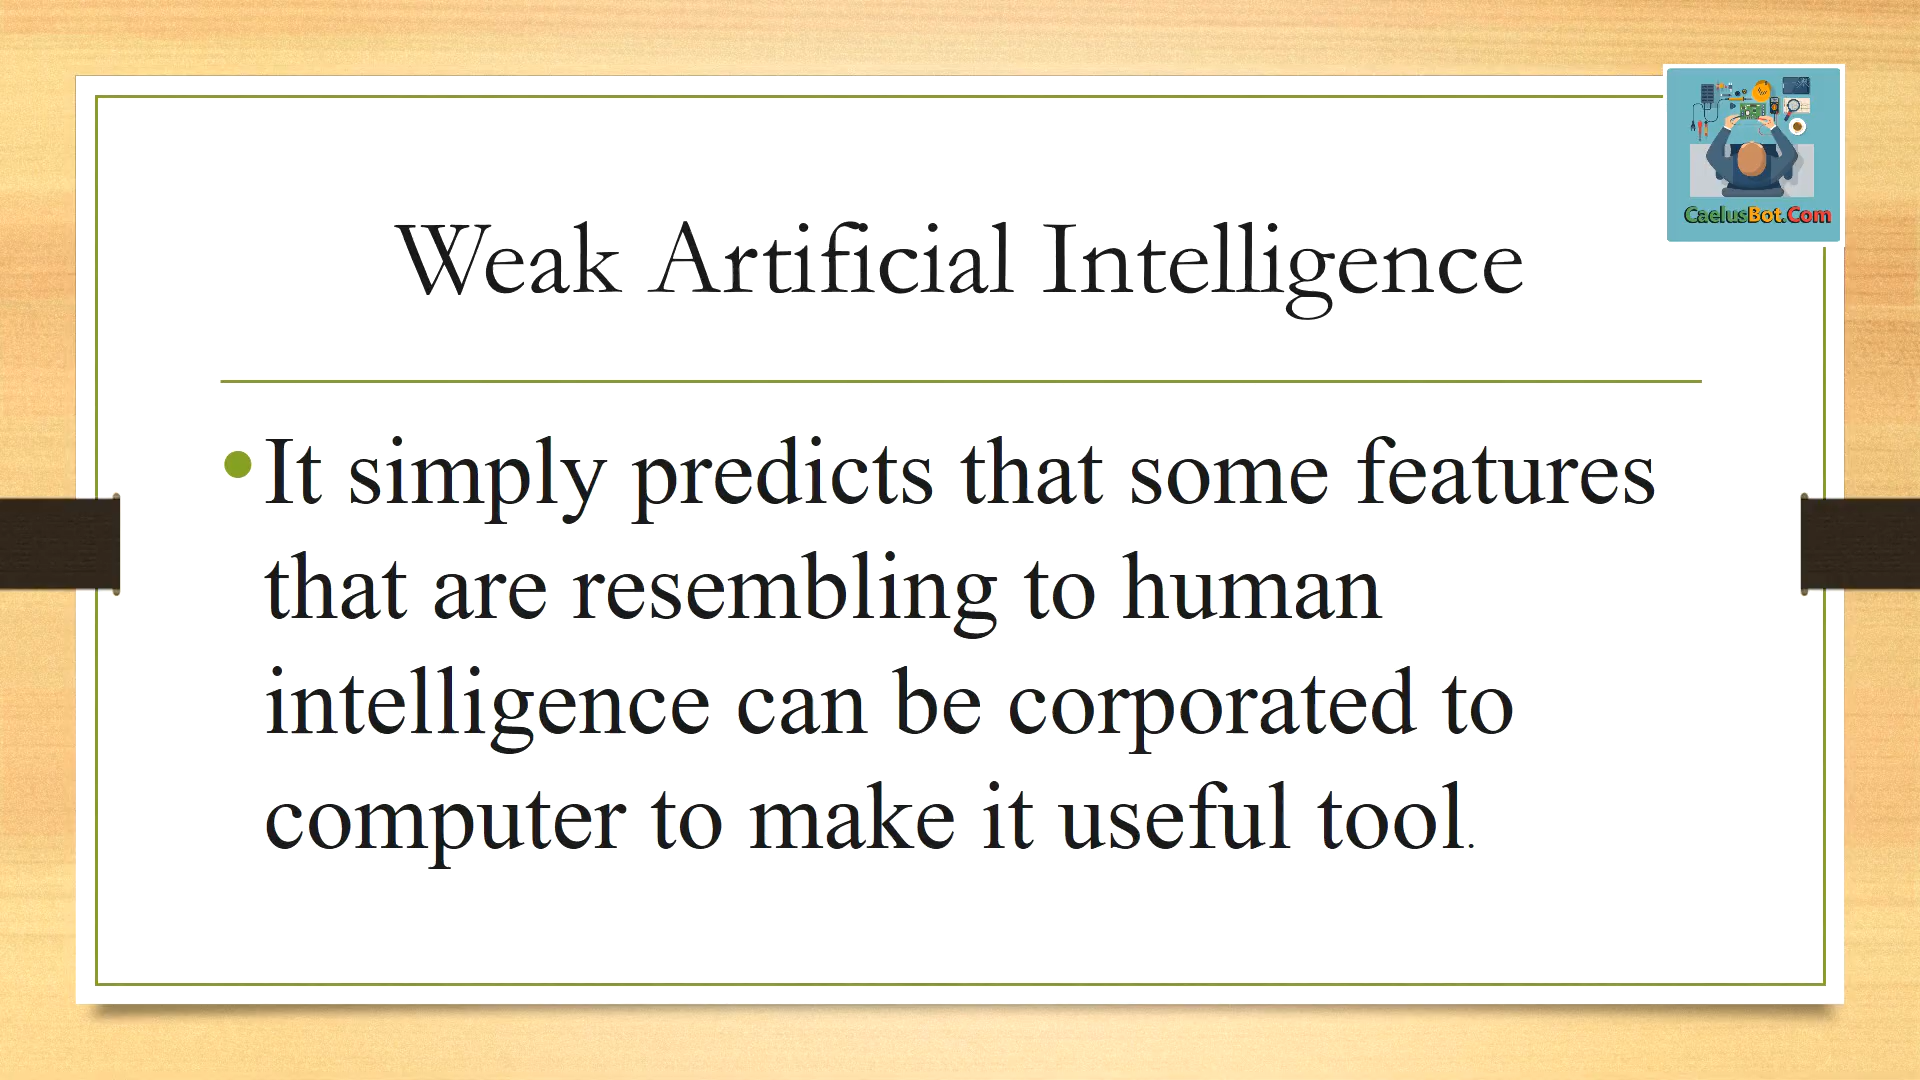 CaelusBot.Com
Weak Artificial Intelligence
It simply predicts that some features
that are resembling to human
intelligence can be corporated to
computer to make it useful tool.